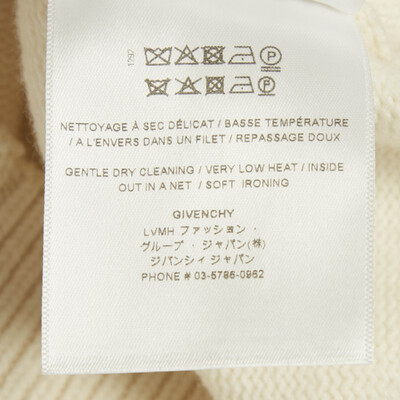 1292
NETTOYAGE À SEC DÉLICAT / BASSE TEMPÉRATURE
/ A L'ENVERS DANS UN FILET / REPASSAGE DOUX
GENTLE DRY CLEANING / VERY LOW HEAT / INSIDE
OUT IN A NET / SOFT IRONING
GIVENCHY
LVMH ファッション・
グループ・ジャパン(株)
ジバンシィ ジャパン
PHONE # 03-5786-0962